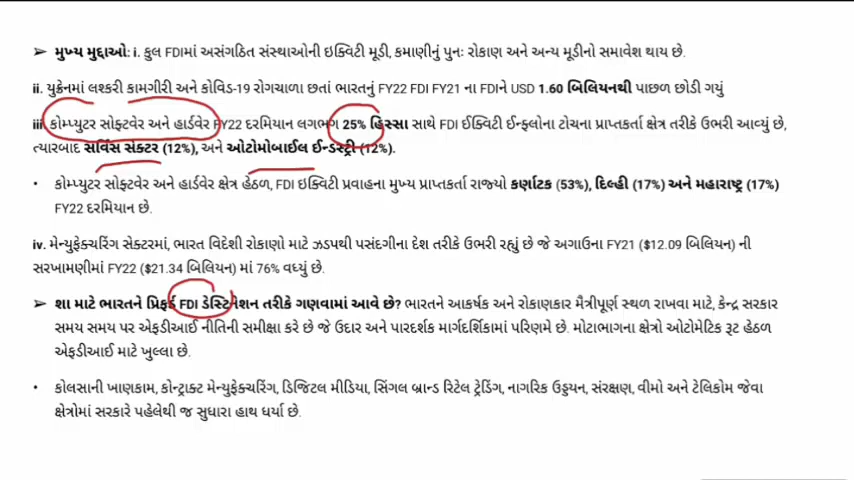 ➢ મુખ્ય મુદ્દાઓ: i. કુલ FDIમાં અસંગઠિત સંસ્થાઓની ઇક્વિટી મૂડી, કમાણીનું પુનઃ રોકાણ અને અન્ય મૂડીનો સમાવેશ થાય છે.
ii. યુક્રેનમાં લશ્કરી કામગીરી અને કોવિડ-19 રોગચાળા છતાં ભારતનું FY22 FDI FY21 ના FDIને USD 1.60 બિલિયનથી પાછળ છોડી ગયું
iii. કોમ્પ્યુટર સોફ્ટવેર અને હાર્ડવેર FY22 દરમિયાન લગભગ 25% હિસ્સા સાથે FDI ઈક્વિટી ઈન્ફ્લોના ટોચના પ્રાપ્તકર્તા ક્ષેત્ર તરીકે ઉભરી આવ્યું છે,
ત્યારબાદ સર્વિસ સેક્ટર (12%), અને ઓટોમોબાઈલ ઈન્ડસ્ટ્રી (12%).
• કોમ્પ્યુટર સોફ્ટવેર અને હાર્ડવેર ક્ષેત્ર હેઠળ, FDI ઇક્વિટી પ્રવાહના મુખ્ય પ્રાપ્તકર્તા રાજ્યો કર્ણાટક (53%), દિલ્હી (17%) અને મહારાષ્ટ્ર (17%)
FY22 દરમિયાન છે.
iv. મેન્યુફેક્ચરિંગ સેક્ટરમાં, ભારત વિદેશી રોકાણો માટે ઝડપથી પસંદગીના દેશ તરીકે ઉભરી રહ્યું છે જે અગાઉના FY21 ($12.09 બિલિયન) ની
સરખામણીમાં FY22 ($21.34 બિલિયન) માં 76% વધ્યું છે.
➢ શા માટે ભારતને પ્રિફર્ડ FDI ડેસ્ટિનેશન તરીકે ગણવામાં આવે છે? ભારતને આકર્ષક અને રોકાણકાર મૈત્રીપૂર્ણ સ્થળ રાખવા માટે, કેન્દ્ર સરકાર
સમય સમય પર એફડીઆઈ નીતિની સમીક્ષા કરે છે જે ઉદાર અને પારદર્શક માર્ગદર્શિકામાં પરિણમે છે. મોટાભાગના ક્ષેત્રો ઓટોમેટિક રૂટ હેઠળ
એફડીઆઈ માટે ખુલ્લા છે.
• કોલસાની ખાણકામ, કોન્ટ્રાક્ટ મેન્યુફેક્ચરિંગ, ડિજિટલ મીડિયા, સિંગલ બ્રાન્ડ રિટેલ ટ્રેડિંગ, નાગરિક ઉડ્ડયન, સંરક્ષણ, વીમો અને ટેલિકોમ જેવા
ક્ષેત્રોમાં સરકારે પહેલેથી જ સુધારા હાથ ધર્યા છે.